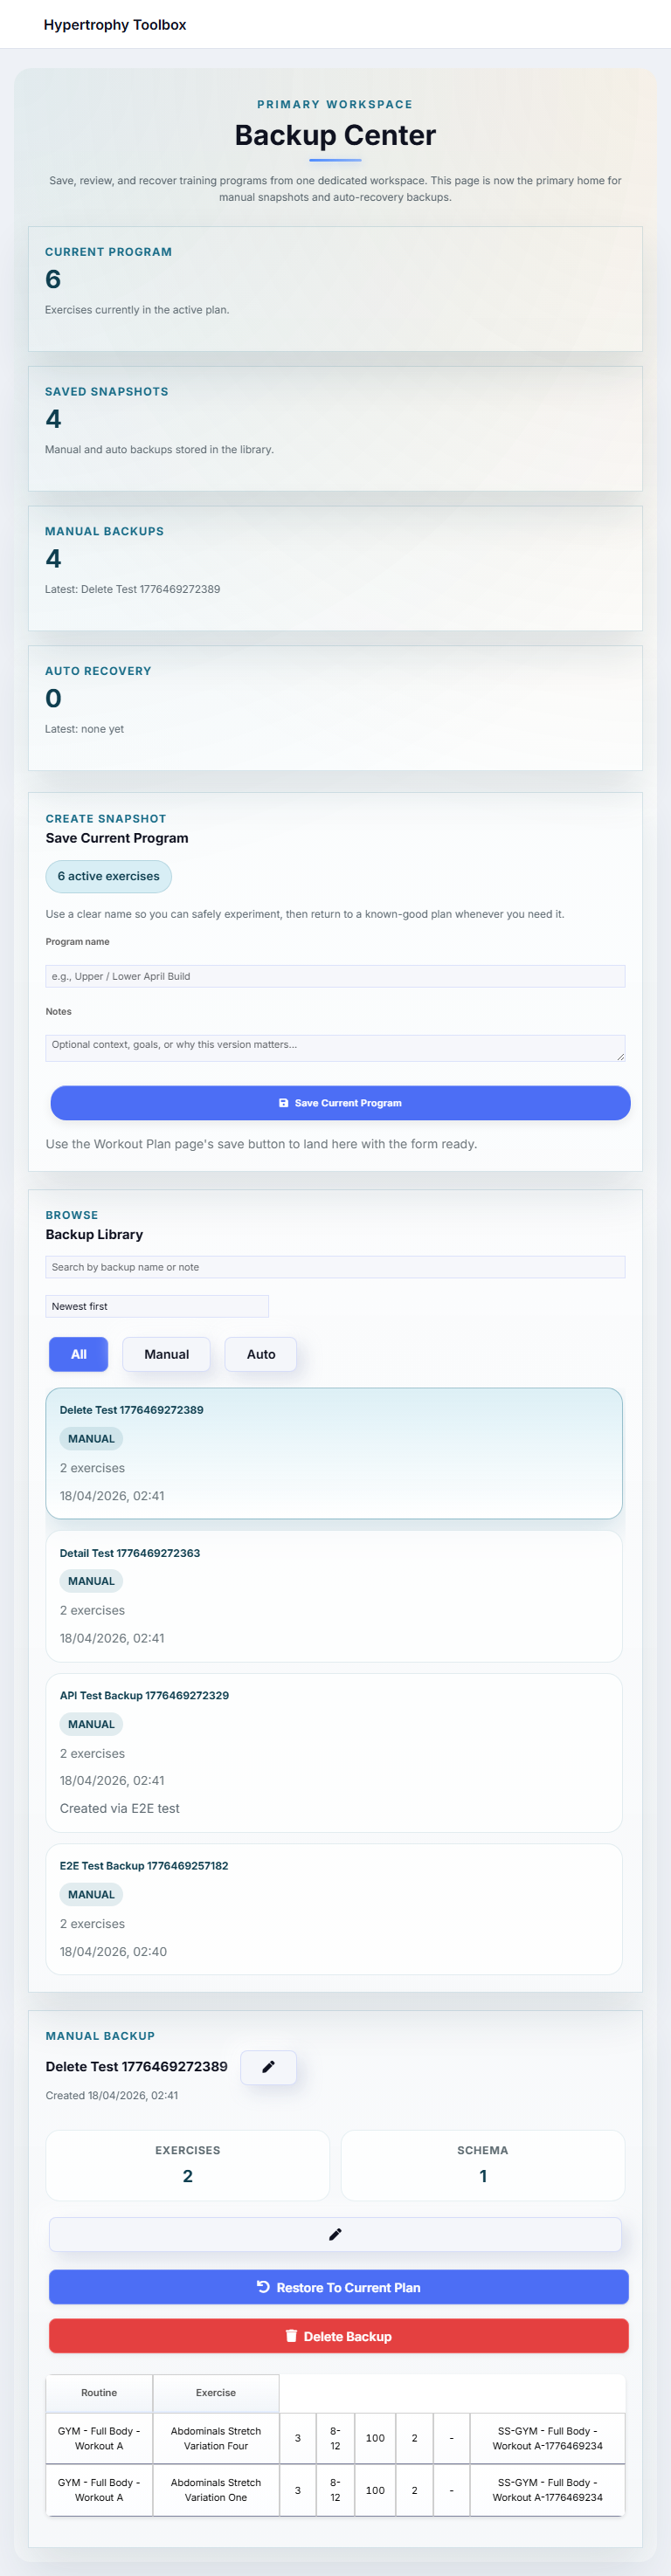 Hypertrophy Toolbox
PRIMARY WORKSPACE
Backup Center
Save, review, and recover training programs from one dedicated workspace. This page is now the primary home for
manual snapshots and auto-recovery backups.
CURRENT PROGRAM
6
Exercises currently in the active plan.
SAVED SNAPSHOTS
4
Manual and auto backups stored in the library.
MANUAL BACKUPS
4
Latest: Delete Test 1776469272389
AUTO RECOVERY
0
Latest: none yet
CREATE SNAPSHOT
Save Current Program
6 active exercises
Use a clear name so you can safely experiment, then return to a known-good plan whenever you need it.
Program name
e.g., Upper / Lower April Build
Notes
Optional context, goals, or why this version matters...
Save Current Program
Use the Workout Plan page's save button to land here with the form ready.
BROWSE
Backup Library
Search by backup name or note
Newest first
All Manual Auto
Delete Test 1776469272389
MANUAL
2 exercises
18/04/2026, 02:41
Detail Test 1776469272363
MANUAL
2 exercises
18/04/2026, 02:41
API Test Backup 1776469272329
MANUAL
2 exercises
18/04/2026, 02:41
Created via E2E test
E2E Test Backup 1776469257182
MANUAL
2 exercises
18/04/2026, 02:40
MANUAL BACKUP
Delete Test 1776469272389
Created 18/04/2026, 02:41
EXERCISES SCHEMA
2 1
Restore To Current Plan
Delete Backup
Routine Exercise
GYM - Full Body - Abdominals Stretch 3 8- 100 2 - SS-GYM - Full Body -
Workout A Variation Four 12 Workout A-1776469234
GYM - Full Body - Abdominals Stretch 3 8- 100 2 - SS-GYM - Full Body -
Workout A Variation One 12 Workout A-1776469234